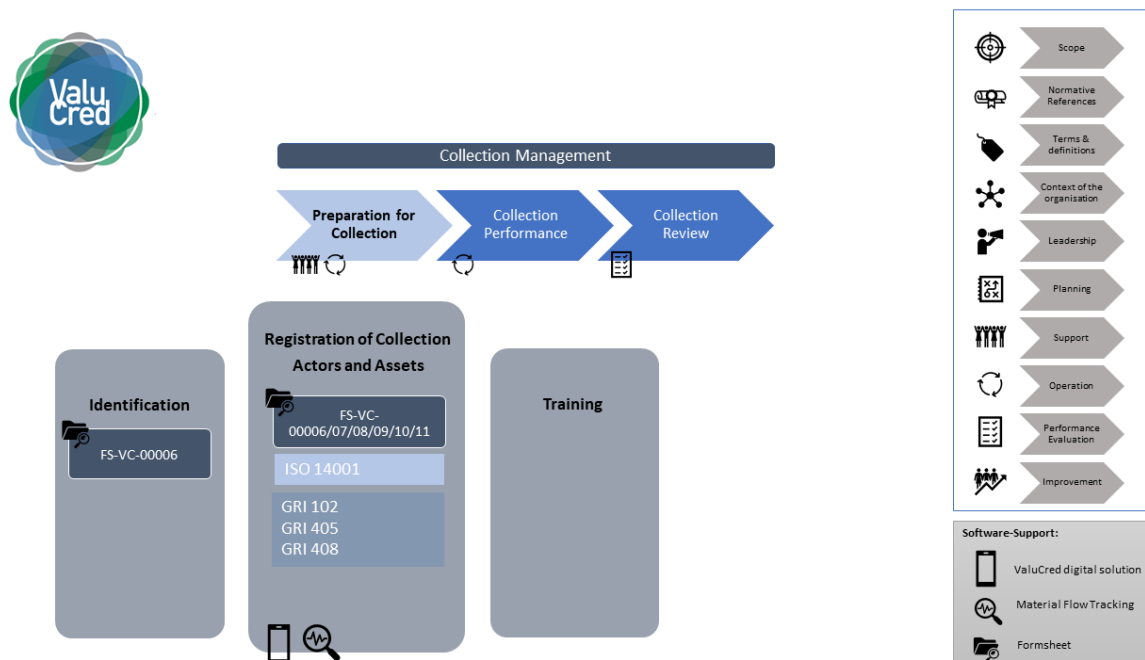 Valu
Cred
Collection Management
Preparation for
Collection
Collection
Performance
Collection
Review
Identification
FS-VC-00006
Registration of Collection
Actors and Assets
FS-VC-
00006/07/08/09/10/11
ISO 14001
GRI 102
GRI 405
GRI 408
Training
Scope
Normative
References
Terms &
definitions
Context of the
organisation
Leadership
Planning
Support
Operation
Performance
Evaluation
Improvement
Software-Support:
ValuCred digital solution
Material Flow Tracking
Formsheet